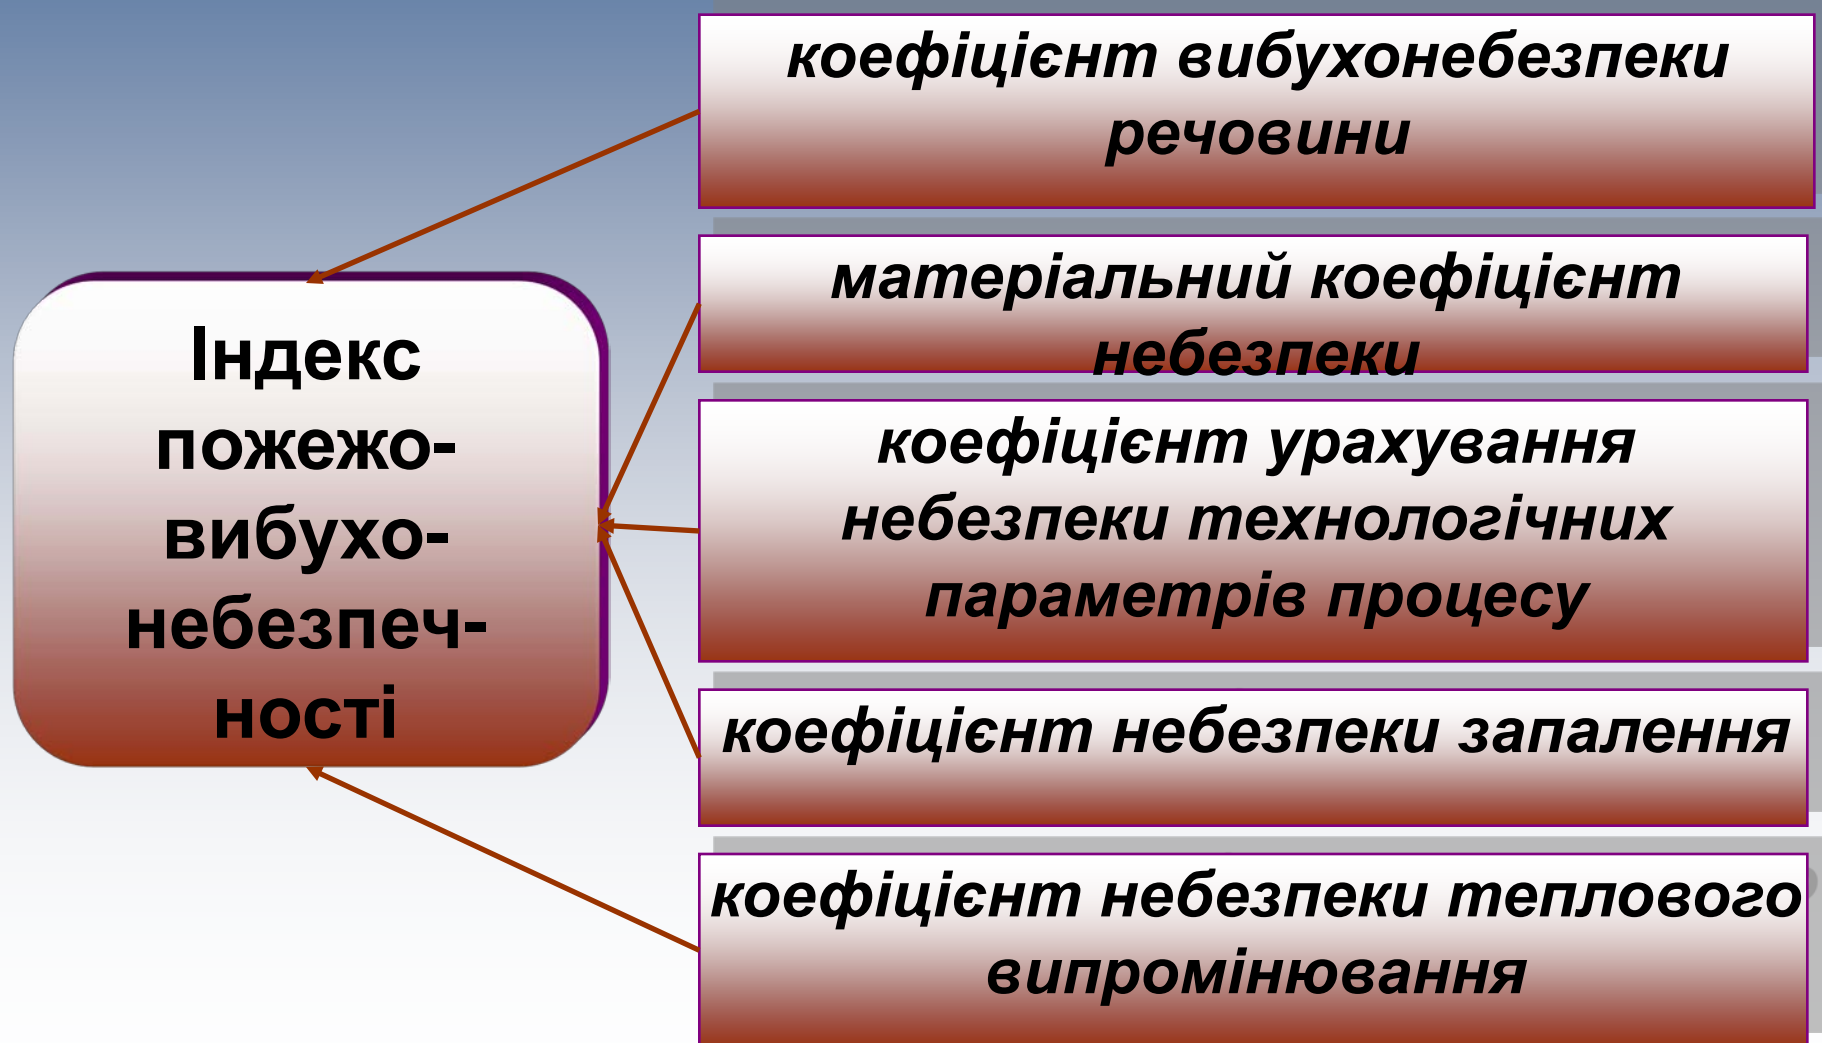 Індекс
пожежо-
вибухо-
небезпеч-
ності
коефіцієнт вибухонебезпеки
речовини
матеріальний коефіцієнт
небезпеки
коефіцієнт урахування
небезпеки технологічних
параметрів процесу
коефіцієнт небезпеки запалення
коефіцієнт небезпеки теплового
випромінювання